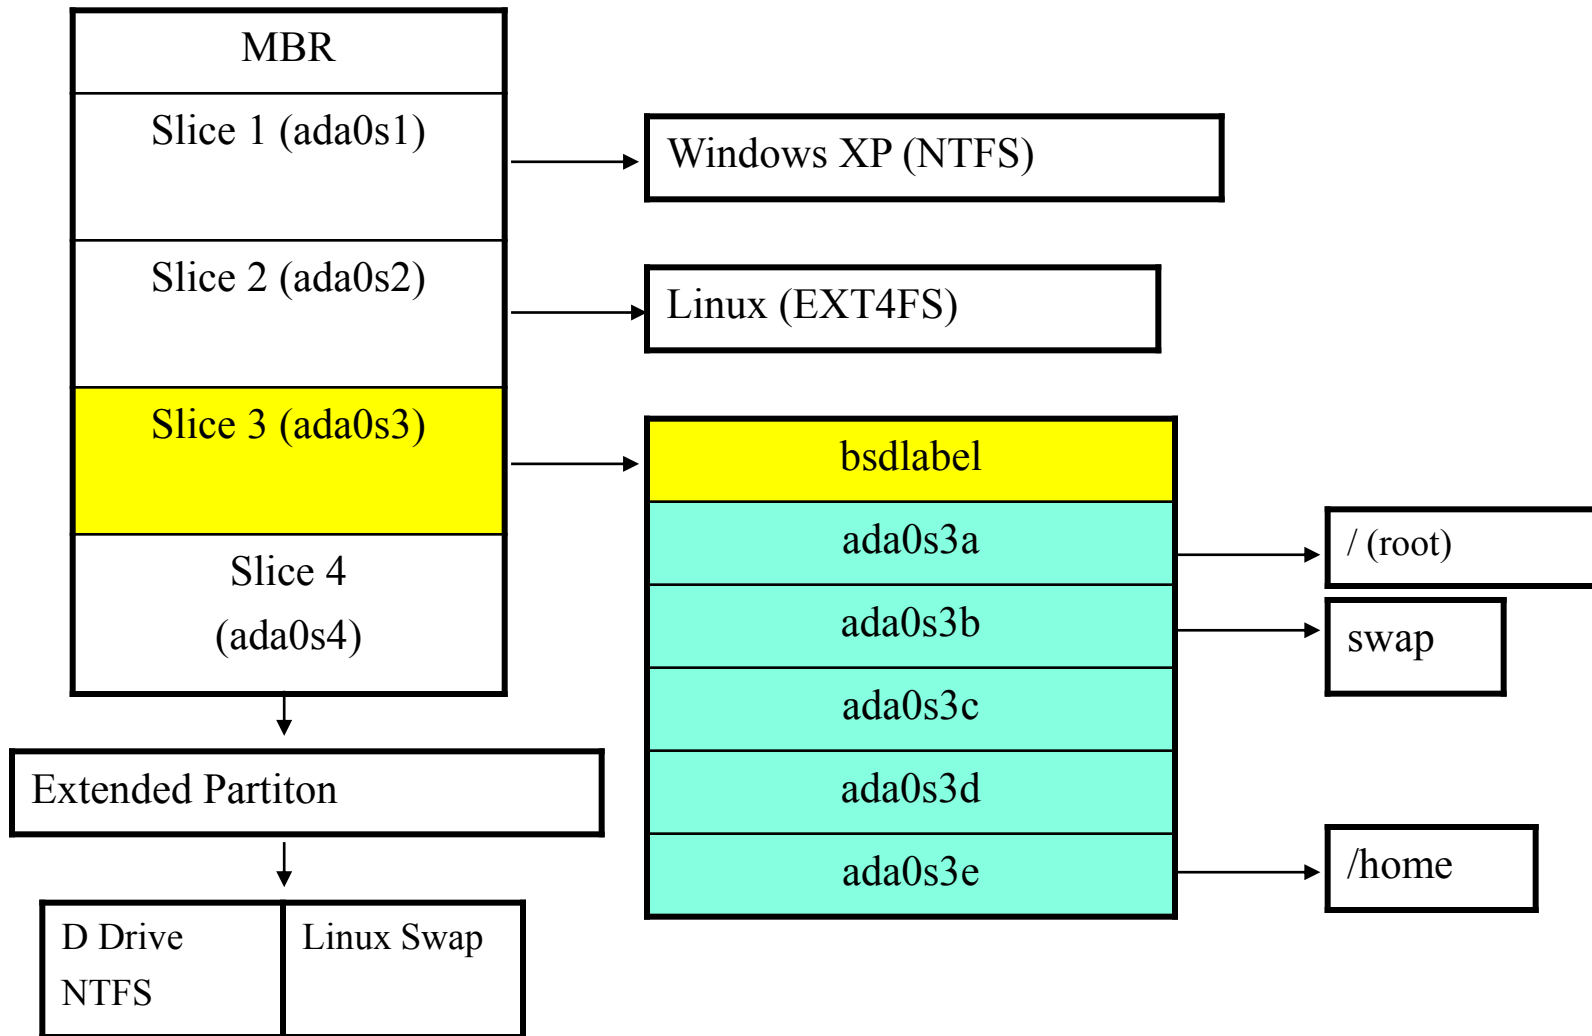 MBR
Slice 1 (ada0s1)
Windows XP (NTFS)
Slice 2 (ada0s2)
Linux (EXT4FS)
Slice 3 (ada0s3)
bsdlabel
ada0s3a
/ (root)
ada0s3b
swap
ada0s3c
ada0s3d
ada0s3e
/home
Slice 4
(ada0s4)
Extended Partiton
D Drive
NTFS
Linux Swap